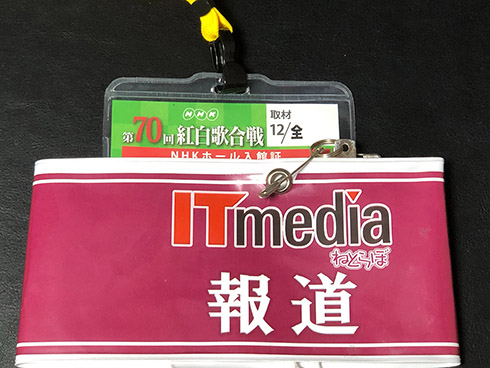 NHK
第70回紅白歌合戦
取材
12/全
NHKホール入館証
ITmedia
ねとらぼ
報道